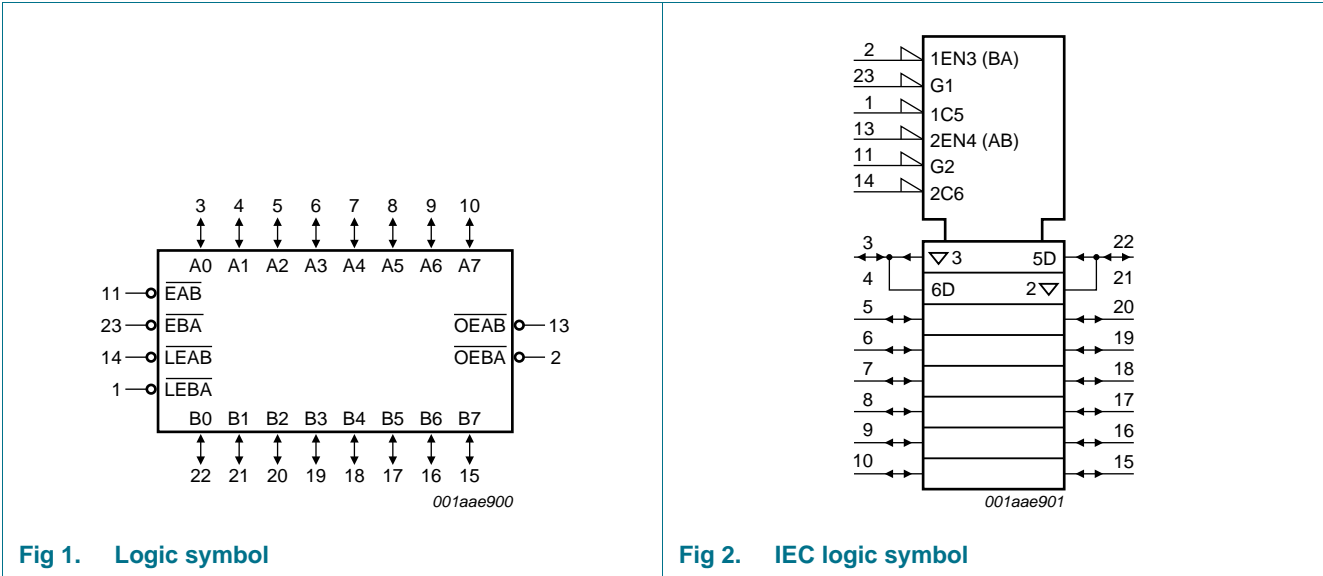 3 4 5 6 7 8 9 10
A0 A1 A2 A3 A4 A5 A6 A7
11 EAB
23 EBA OEAB 13
14 LEAB OEBA 2
1 LEBA
B0 B1 B2 B3 B4 B5 B6 B7
22 21 20 19 18 17 16 15
001aae900
Fig 1. Logic symbol
2 1EN3 (BA)
23 G1
1 1C5
13 2EN4 (AB)
11 G2
14 2C6
3 3 5D 22
4 6D 2 21
5 20
6 19
7 18
8 17
9 16
10 15
001aae901
Fig 2. IEC logic symbol